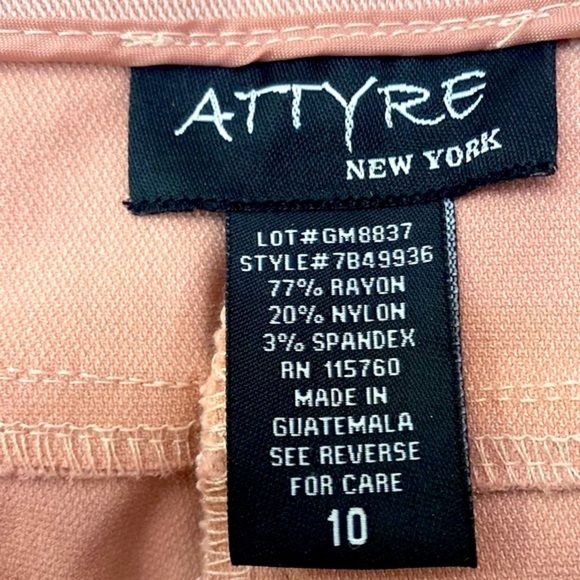 ATTYRE
NEW YORK
LOT#GM8837
STYLE#7B49936
77% RAYON
20% NYLON
3% SPANDEX
RN 115760
MADE IN
GUATEMALA
SEE REVERSE
FOR CARE
10